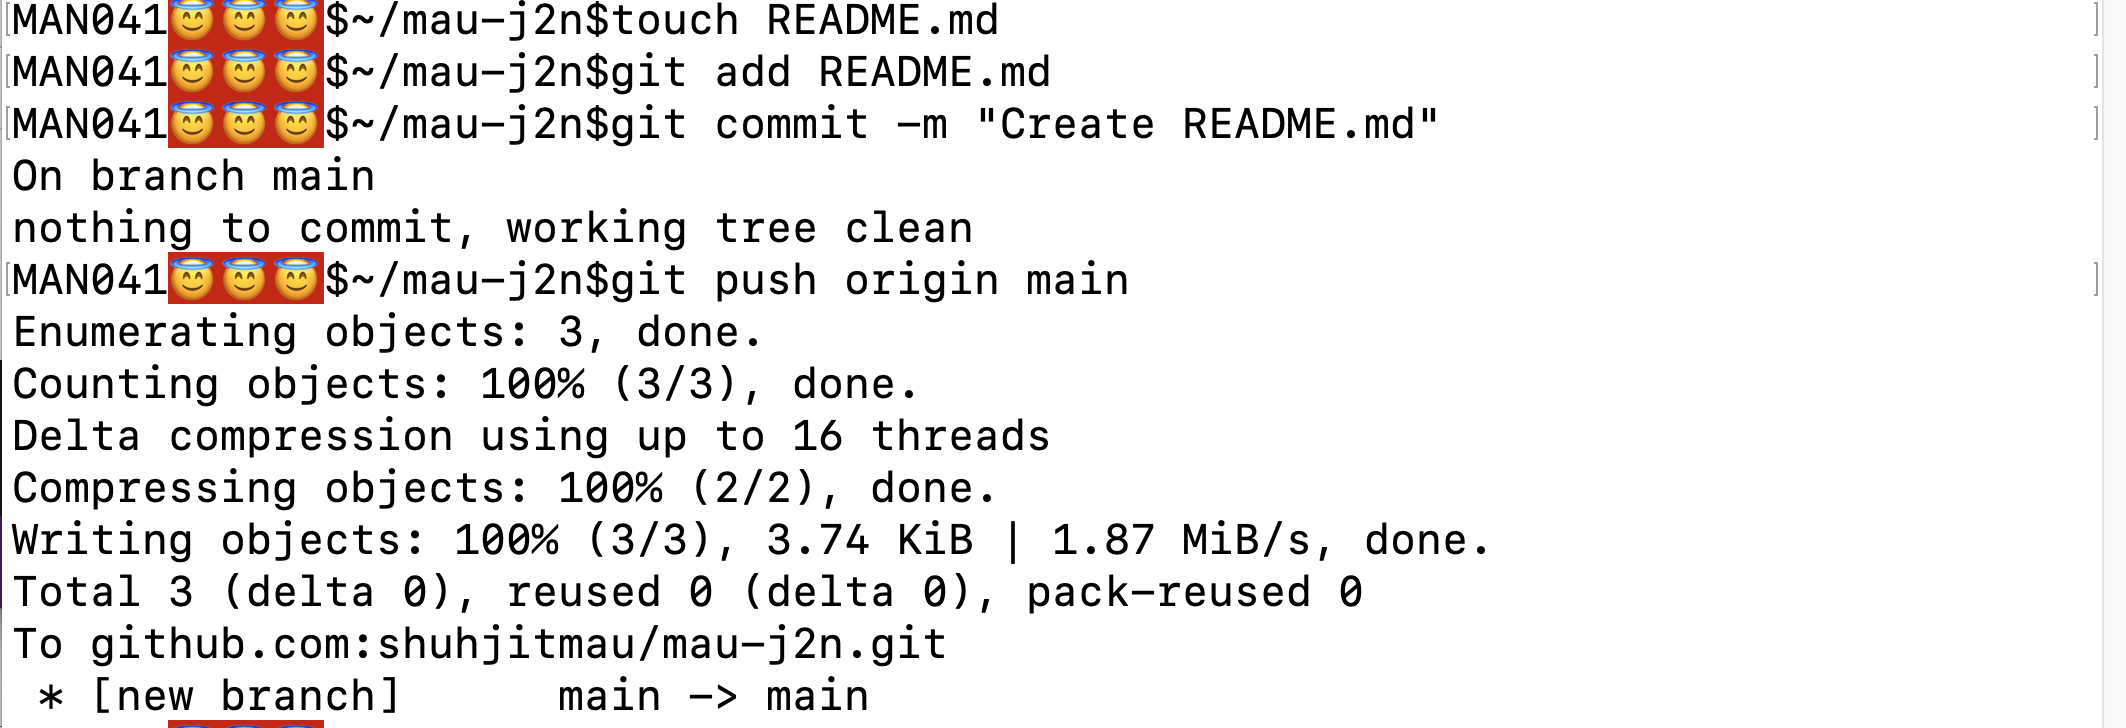 MAN041😇😇😇$~/mau-j2n$touch README.md
MAN041😇😇😇$~/mau-j2n$git add README.md
MAN041😇😇😇$~/mau-j2n$git commit -m "Create README.md"
On branch main
nothing to commit, working tree clean
MAN041😇😇😇$~/mau-j2n$git push origin main
Enumerating objects: 3, done.
Counting objects: 100% (3/3), done.
Delta compression using up to 16 threads
Compressing objects: 100% (2/2), done.
Writing objects: 100% (3/3), 3.74 KiB | 1.87 MiB/s, done.
Total 3 (delta 0), reused 0 (delta 0), pack-reused 0
To github.com:shuhjitmau/mau-j2n.git
 * [new branch]      main -> main